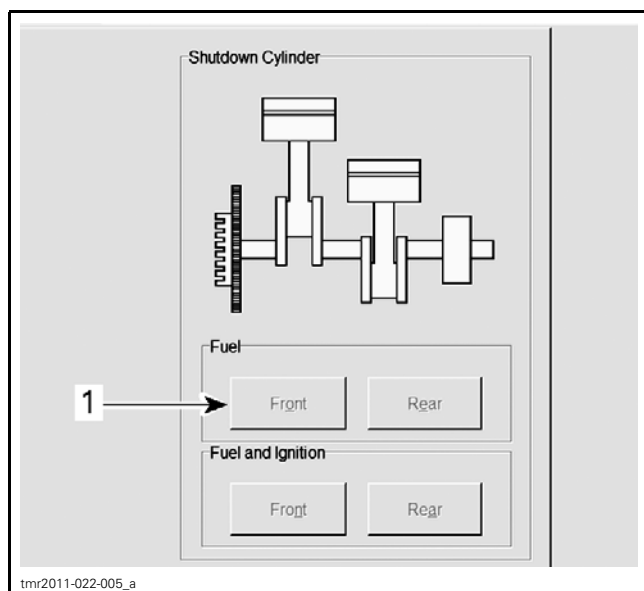 Shutdown Cylinder
Fuel
1
Front Rear
Fuel and Ignition
Front Rear
tmr2011-022-005_a